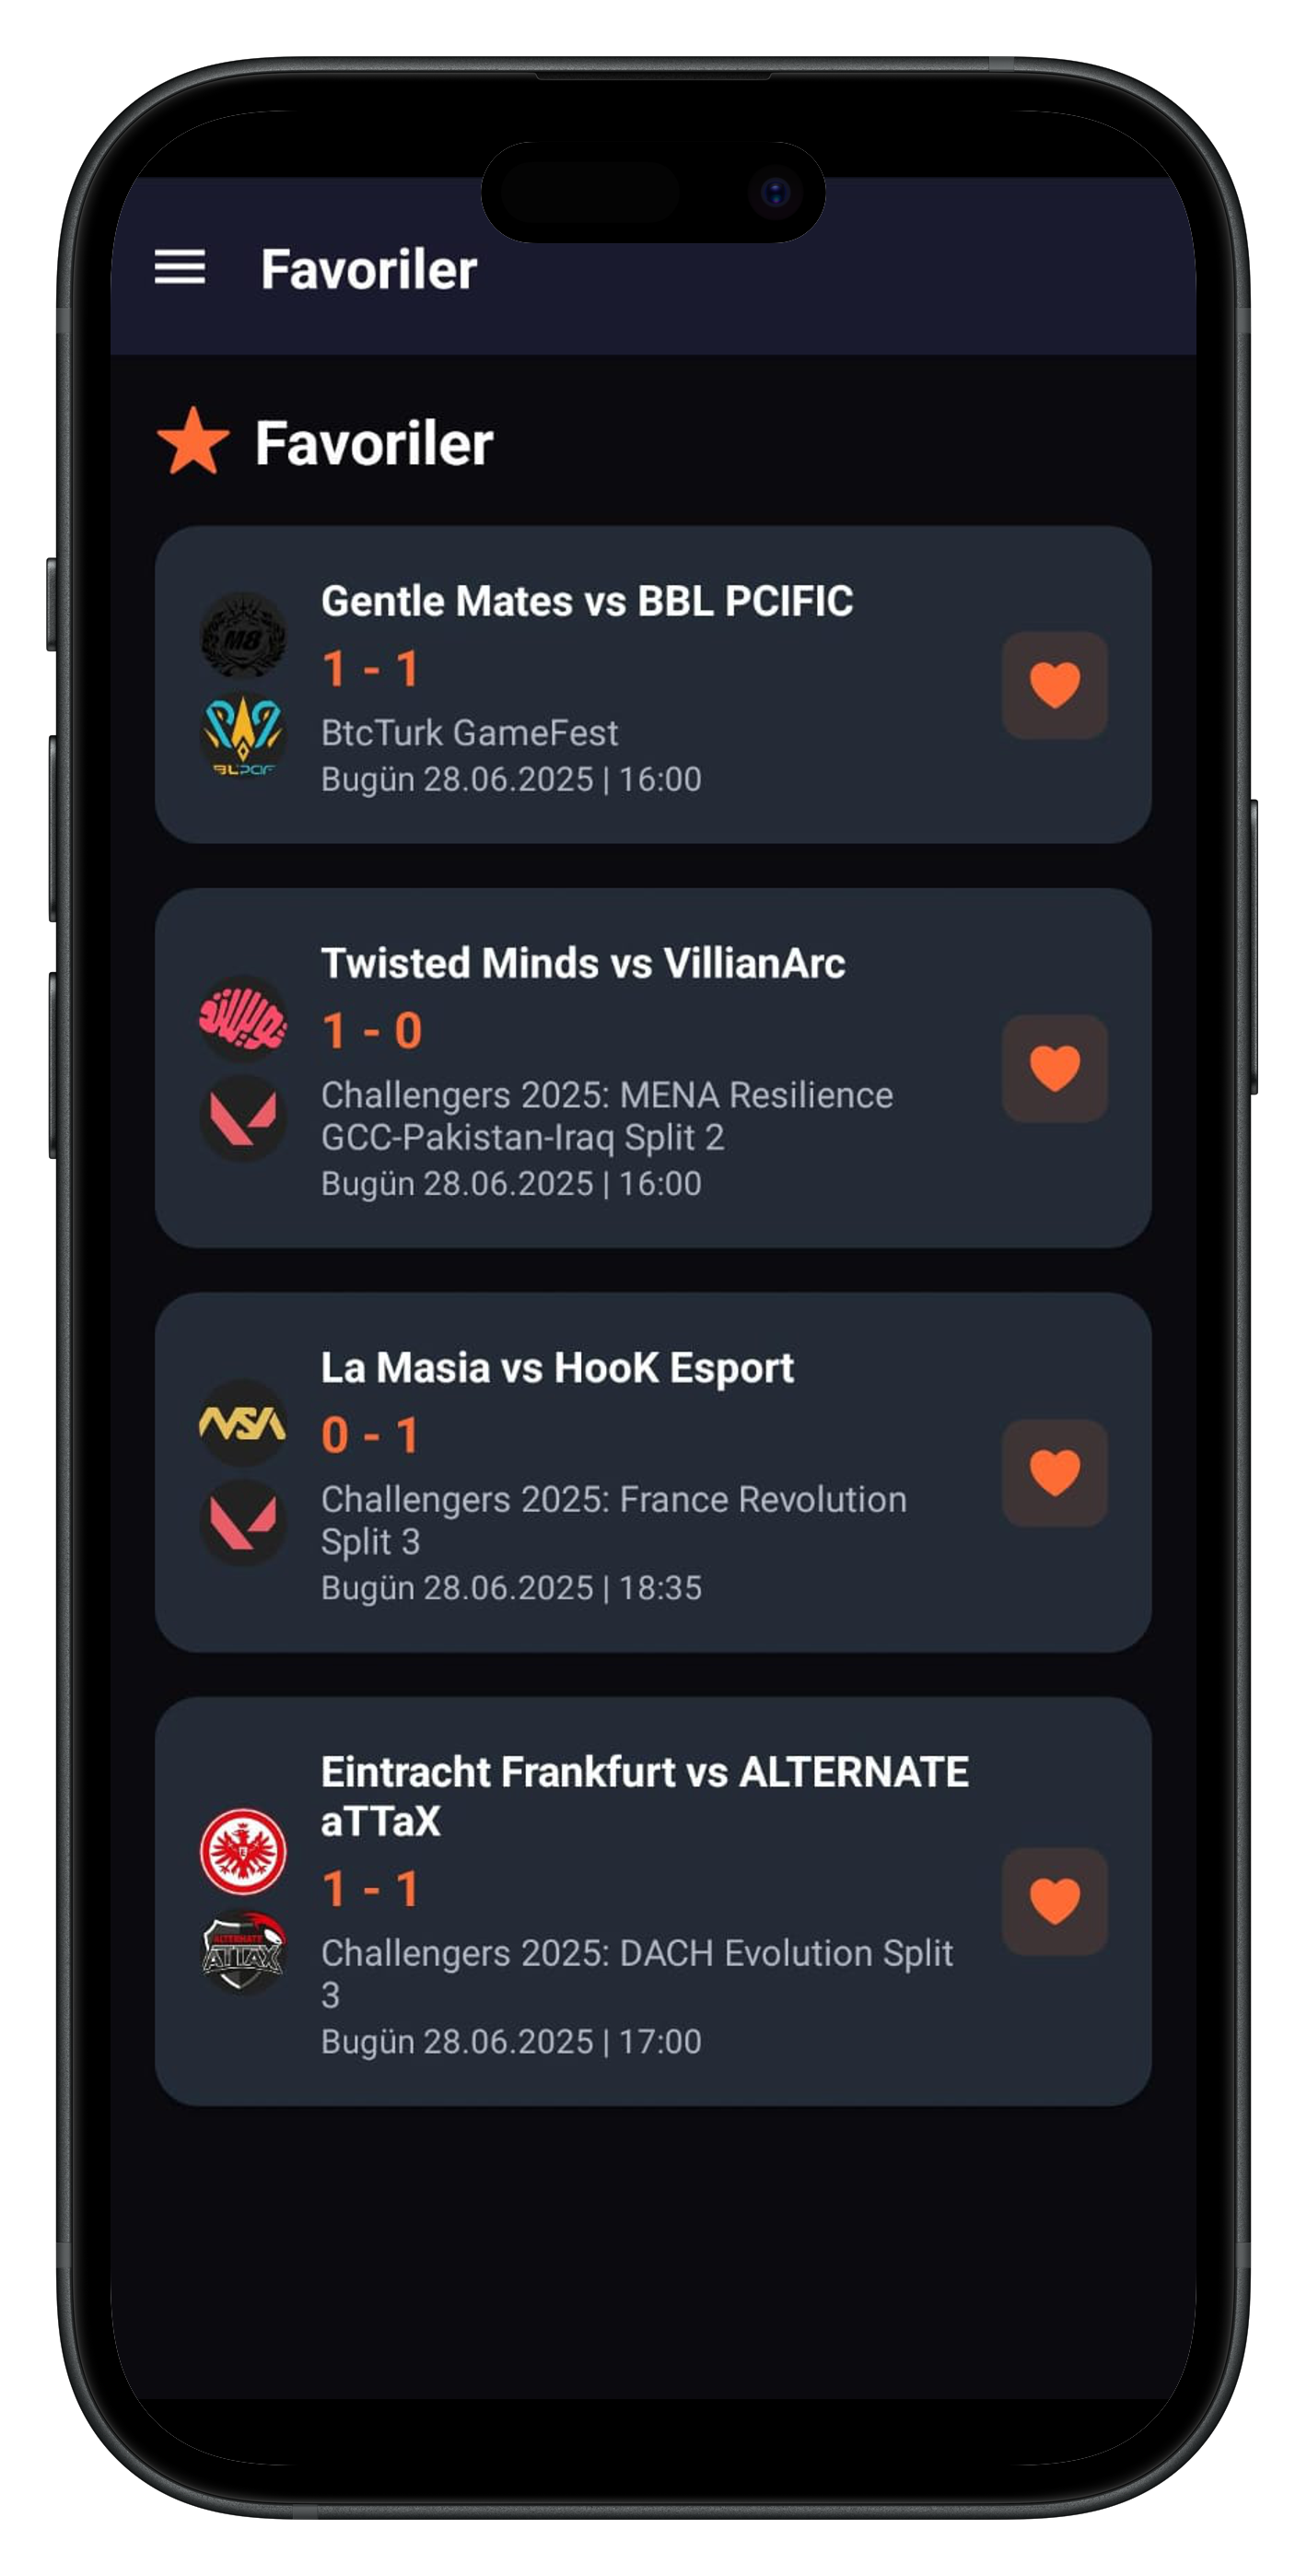 Favoriler
Favoriler
Gentle Mates vs BBL PCIFIC
M8
1 - 1
BtcTurk GameFest
Bugün 28.06.2025 | 16:00
Twisted Minds vs VillianArc
1 - 0
Challengers 2025: MENA Resilience
GCC-Pakistan-Iraq Split 2
Bugün 28.06.2025 | 16:00
La Masia vs HooK Esport
0 - 1
Challengers 2025: France Revolution
Split 3
Bugün 28.06.2025 | 18:35
Eintracht Frankfurt vs ALTERNATE
aTTaX
1 - 1
ALTERNATE
ATTAX
Challengers 2025: DACH Evolution Split
3
Bugün 28.06.2025 | 17:00